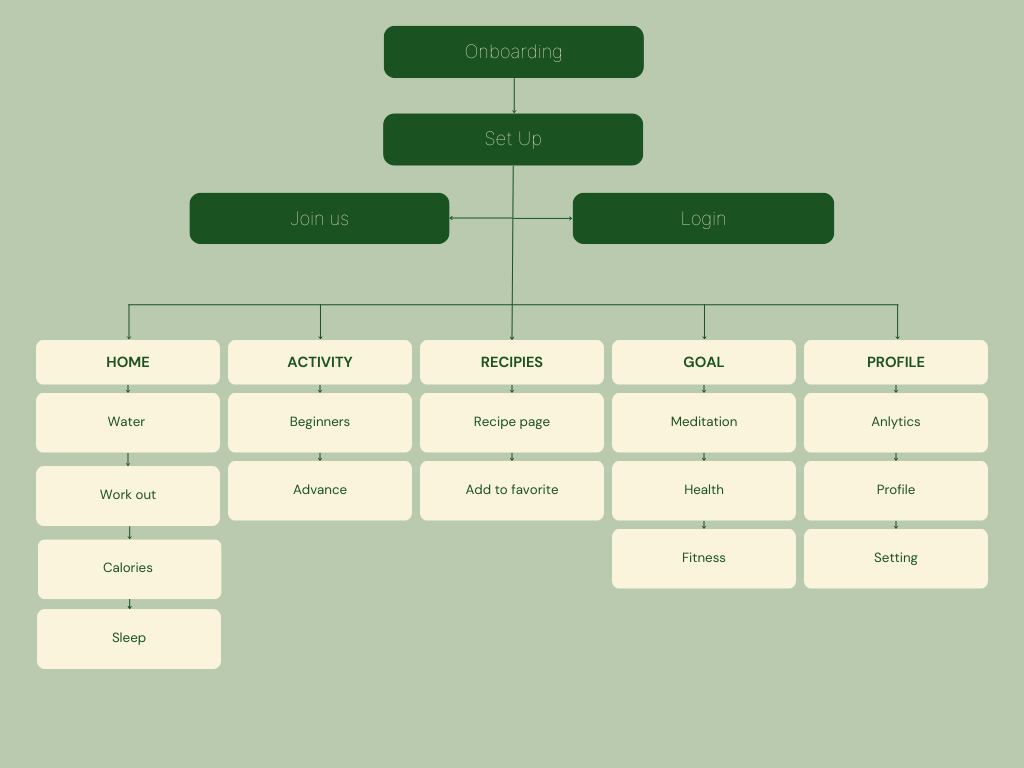 Onboarding
Set Up
Join us
Login
HOME
ACTIVITY
RECIPIES
GOAL
PROFILE
Water
Beginners
Recipe page
Meditation
Anlytics
Work out
Advance
Add to favorite
Health
Profile
Calories
Fitness
Setting
Sleep